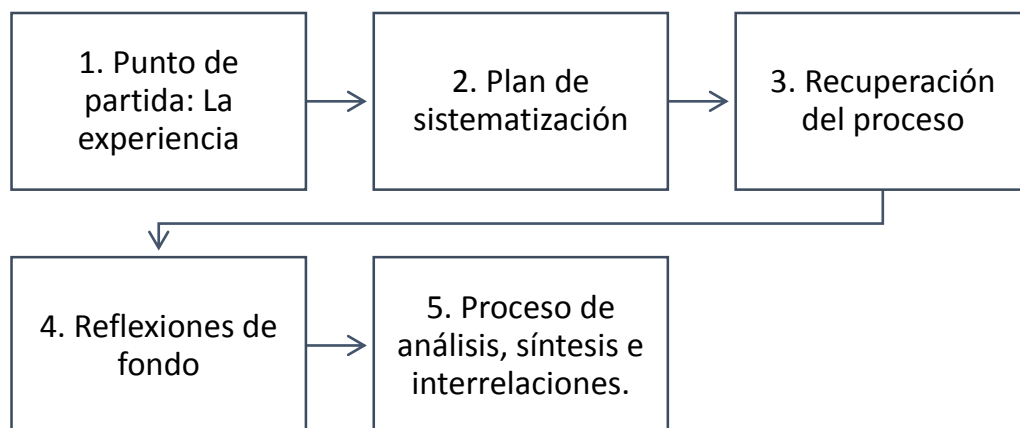 1. Punto de
partida: La
experiencia
2. Plan de
sistematización
3. Recuperación
del proceso
4. Reflexiones de
fondo
5. Proceso de
análisis, síntesis e
interrelaciones.